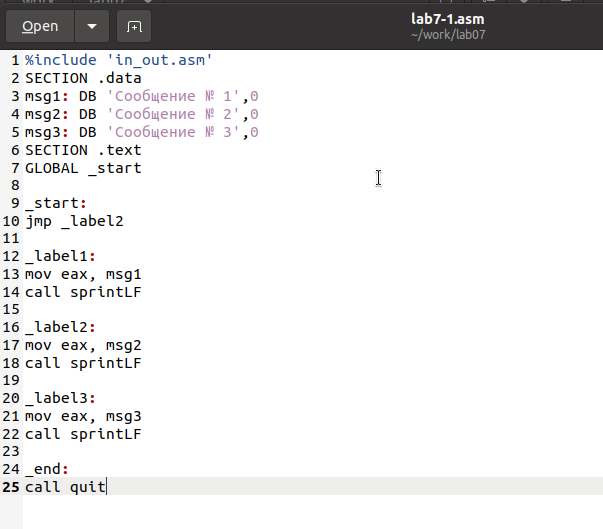 Open
lab7-1.asm
~/work/lab07
1 %include 'in_out.asm'
2 SECTION .data
3 msg1: DB 'Сообщение № 1',0
4 msg2: DB 'Сообщение № 2',0
5 msg3: DB 'Сообщение № 3',0
6 SECTION .text
7 GLOBAL _start
8
9 _start:
10 jmp _label2
11
12 _label1:
13 mov eax, msg1
14 call sprintLF
15
16 _label2:
17 mov eax, msg2
18 call sprintLF
19
20 _label3:
21 mov eax, msg3
22 call sprintLF
23
24 _end:
25 call quit